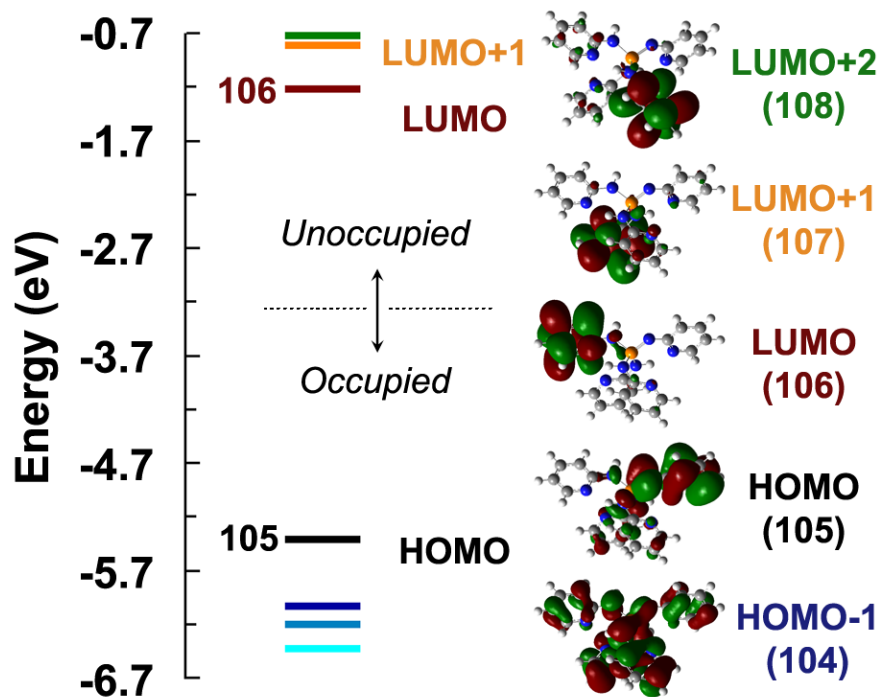 Energy (eV)
-0.7
-1.7
-2.7
-3.7
-4.7
-5.7
-6.7
LUMO+1
106
LUMO
Unoccupied
Occupied
105
HOMO
LUMO+2
(108)
LUMO+1
(107)
LUMO
(106)
HOMO
(105)
HOMO-1
(104)